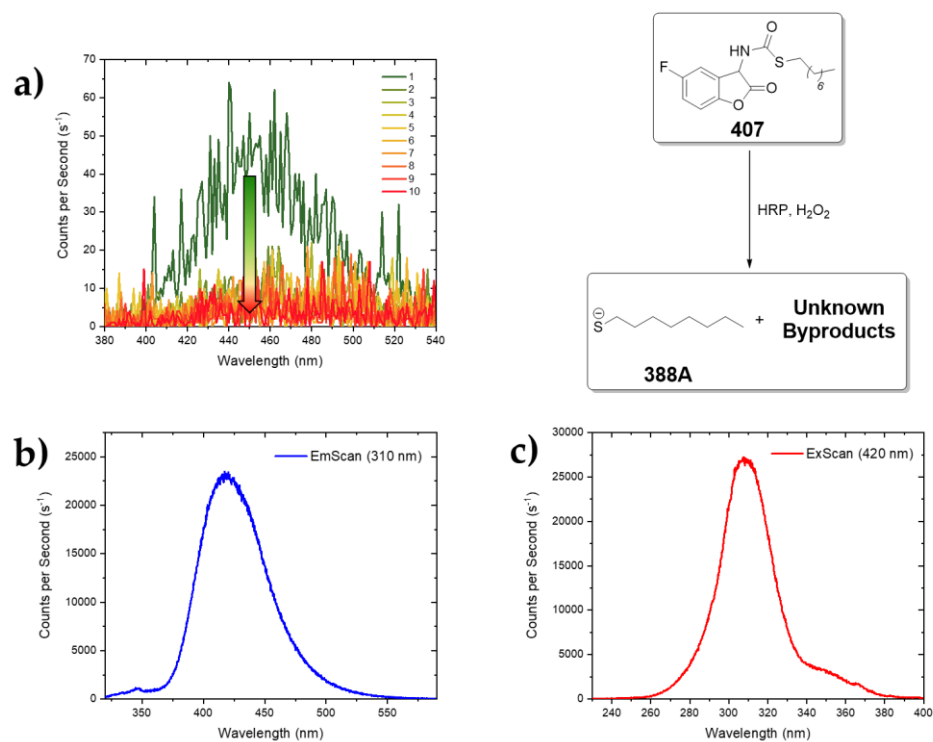 a)
Counts per Second (s⁻¹)
70
60
50
40
30
20
10
0
380 400 420 440 460 480 500 520 540
Wavelength (nm)
1
2
3
4
5
6
7
8
9
10
F
NH
O
S
6
O
O
407
HRP, H₂O₂
⊖
S
388A
+
Unknown
Byproducts
b)
Counts per Second (s⁻¹)
25000
20000
15000
10000
5000
0
350 400 450 500 550
Wavelength (nm)
EmScan (310 nm)
c)
Counts per Second (s⁻¹)
30000
25000
20000
15000
10000
5000
0
240 260 280 300 320 340 360 380 400
Wavelength (nm)
ExScan (420 nm)